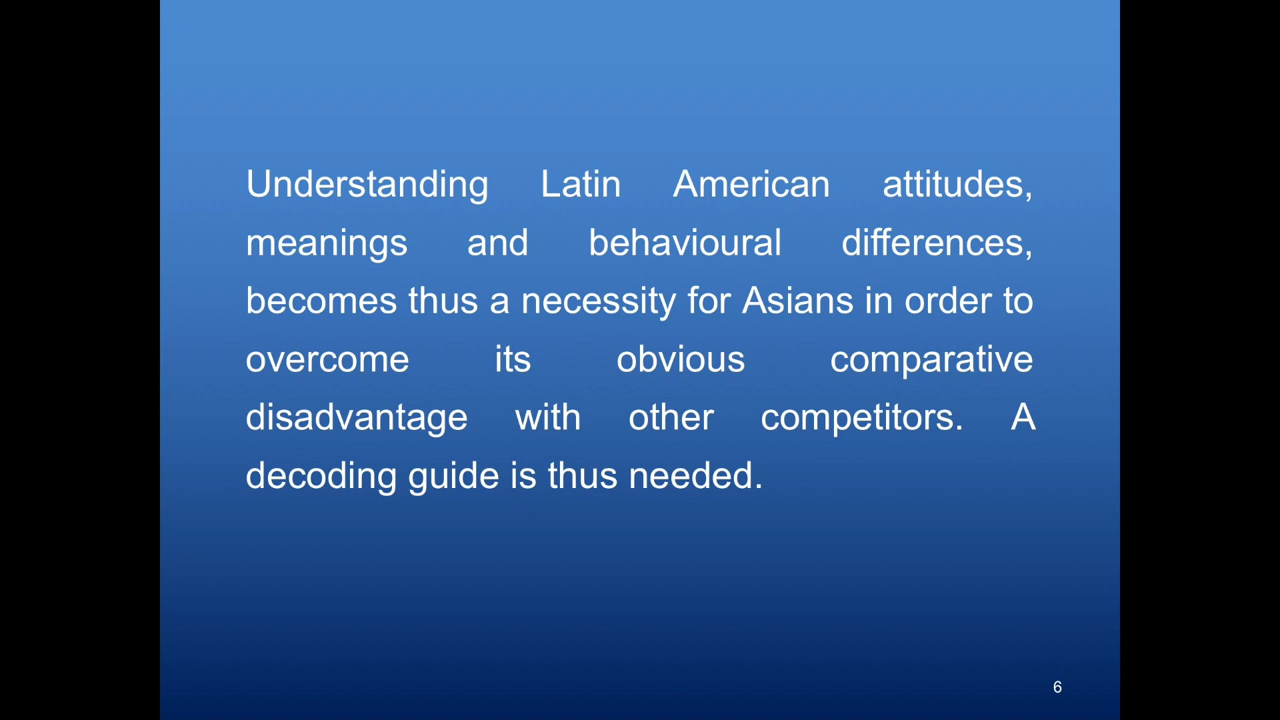 Understanding Latin American attitudes,
meanings and behavioural differences,
becomes thus a necessity for Asians in order to
overcome its obvious comparative
disadvantage with other competitors. A
decoding guide is thus needed.
6